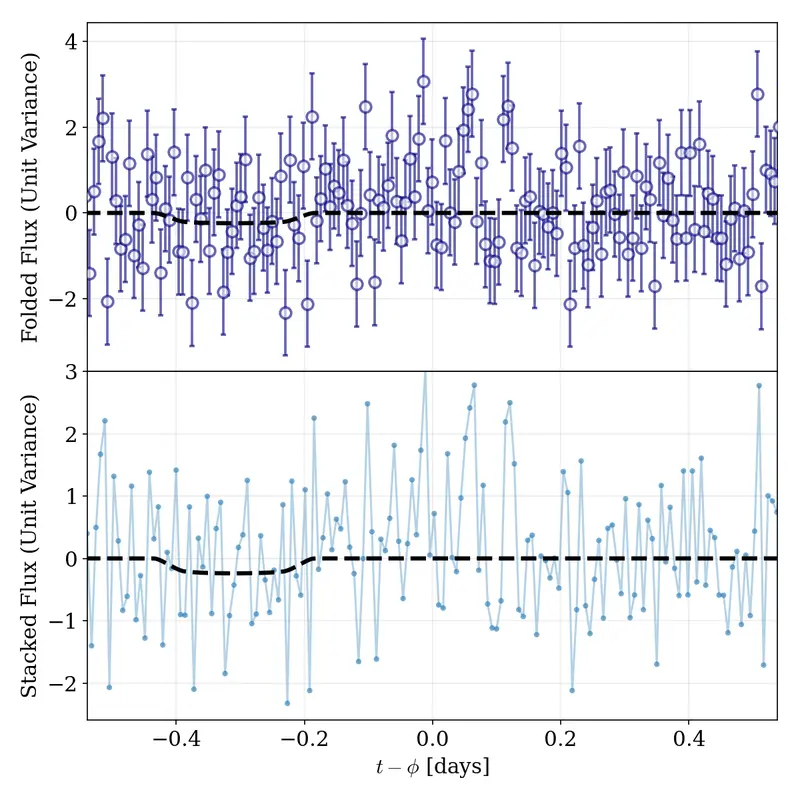 Folded Flux (Unit Variance)
4
2
0
−2
Stacked Flux (Unit Variance)
3
2
1
0
−1
−2
−0.4 −0.2 0.0 0.2 0.4
t − ϕ [days]